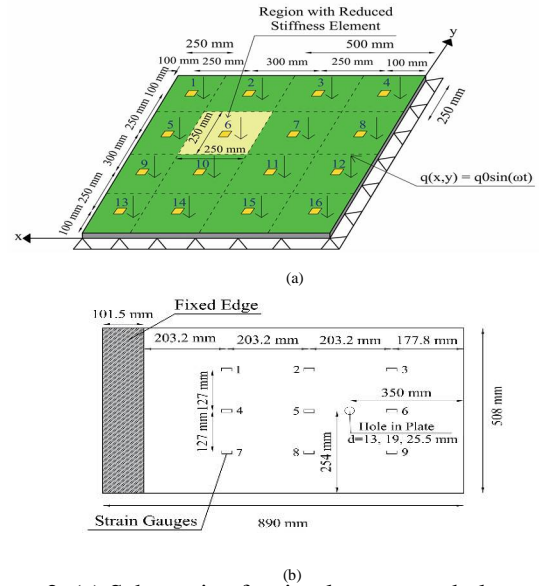 Region with Reduced
Stiffness Element
y
250 mm
500 mm
100 mm 250 mm 300 mm 250 mm 100 mm
100 mm
250 mm
300 mm
250 mm
100 mm
1 2 3 4
5 6 7 8
9 10 11 12
13 14 15 16
250 mm
250 mm
250 mm
q(x,y) = q0sin(ωt)
x
(a)
Fixed Edge
101.5 mm
203.2 mm 203.2 mm 203.2 mm 177.8 mm
1 2 3
127 mm
350 mm
4 5 6
Hole in Plate
d=13, 19, 25.5 mm
127 mm
254 mm
508 mm
7 8 9
Strain Gauges
890 mm
(b)